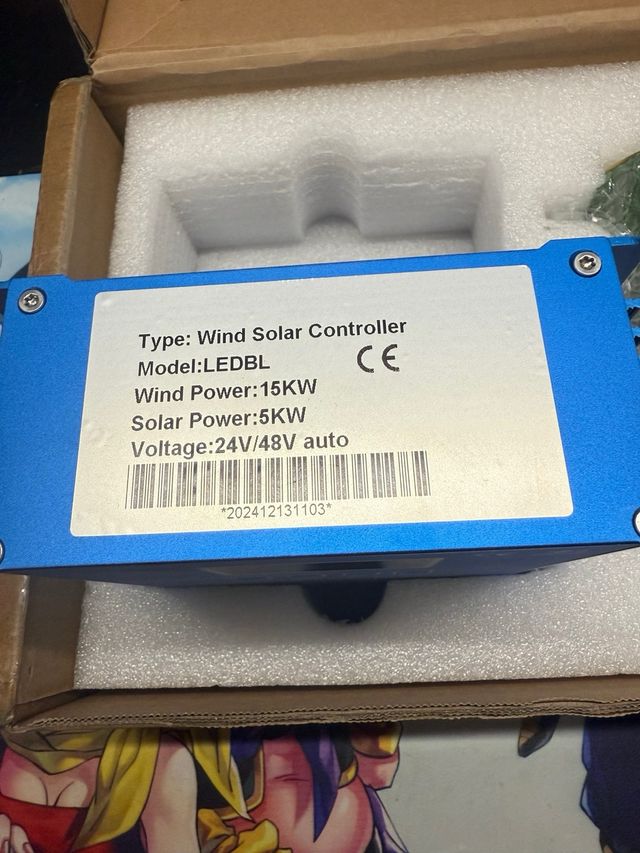 Type: Wind Solar Controller
Model:LEDBL CE
Wind Power:15KW
Solar Power:5KW
Voltage:24V/48V auto
*202412131103*